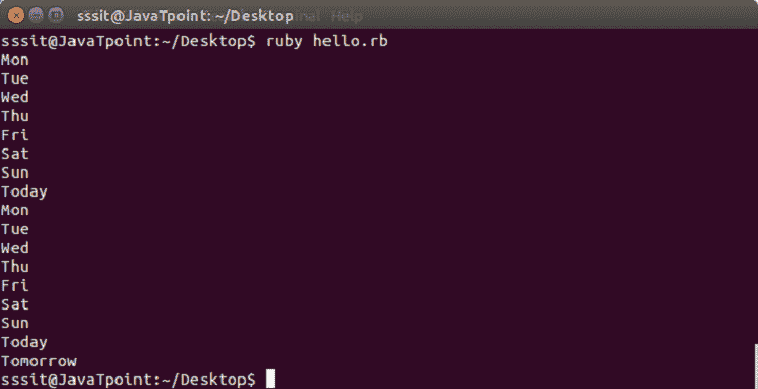 sssit@JavaTpoint: ~/Desktop Help
sssit@JavaTpoint:~/Desktop$ ruby hello.rb
Mon
Tue
Wed
Thu
Fri
Sat
Sun
Today
Mon
Tue
Wed
Thu
Fri
Sat
Sun
Today
Tomorrow
sssit@JavaTpoint:~/Desktop$